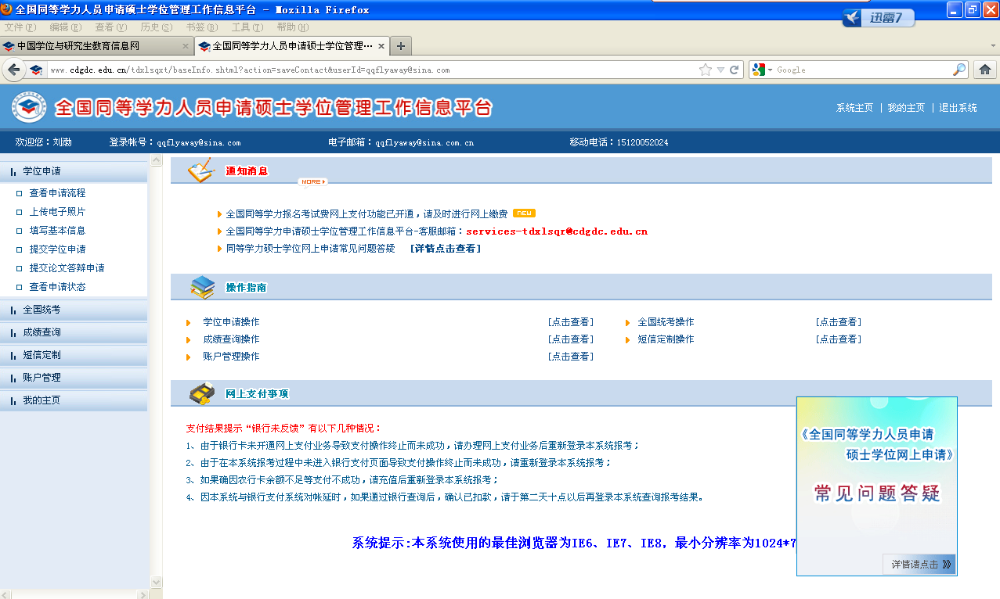 全国同等学力人员申请硕士学位管理工作信息平台 - Mozilla Firefox
文件(F) 编辑(E) 查看(V) 历史(S) 书签(B) 工具(T) 帮助(H)
迅雷7
中国学位与研究生教育信息网 × 全国同等学力人员申请硕士学位管理... × +
www.cdgdc.edu.cn/tdxlsqxt/baseIndex.shtml?action=saveContact&userId=qqflyaway@sina.com
Google
全国同等学力人员申请硕士学位管理工作信息平台
系统主页 | 我的主页 | 退出系统
欢迎您：刘渤 登录帐号：qqflyaway@sina.com 电子邮箱：qqflyaway@sina.com.cn 移动电话：15120052024
学位申请
查看申请流程
上传电子照片
填写基本信息
提交学位申请
提交论文答辩申请
查看申请状态
全国统考
成绩查询
短信定制
账户管理
我的主页
通知消息
MORE
全国同等学力报名考试费网上支付功能已开通，请及时进行网上缴费 NEW
全国同等学力申请硕士学位管理工作信息平台-客服邮箱：services-tdxlsqr@cdgdc.edu.cn
同等学力硕士学位网上申请常见问题答疑 [详情点击查看]
操作指南
学位申请操作 [点击查看] 全国统考操作 [点击查看]
成绩查询操作 [点击查看] 短信定制操作 [点击查看]
账户管理操作 [点击查看]
网上支付事项
支付结果提示“银行未反馈”有以下几种情况：
1、由于银行卡未开通网上支付业务导致支付操作终止而未成功，请办理网上支付业务后重新登录本系统报考；
2、由于在本系统报考过程中未进入银行支付页面导致支付操作终止而未成功，请重新登录本系统报考；
3、如果确因农行卡余额不足等支付不成功，请充值后重新登录本系统报考；
4、因本系统与银行支付系统对帐延时，如果通过银行查询后，确认已扣款，请于第二天十点以后再登录本系统查询报考结果。
系统提示:本系统使用的最佳浏览器为IE6、IE7、IE8，最小分辨率为1024*7
《全国同等学力人员申请
硕士学位网上申请》
常见问题答疑
详情请点击 》